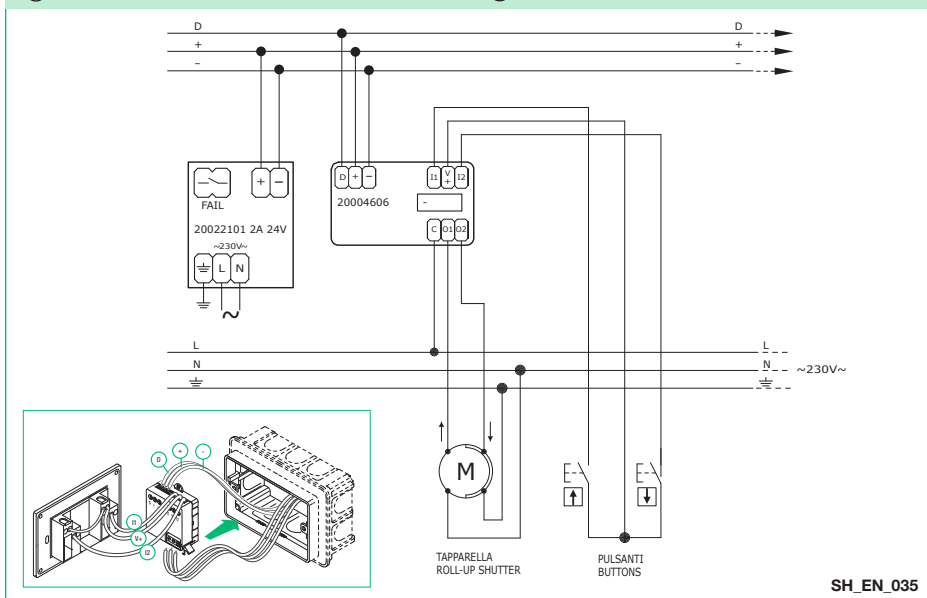 D
D
+
+
–
–
FAIL
+ –
20022101 2A 24V
~230V~
L N
~
D + –
I1 V+ I2
20004606
-
C O1 O2
L
L
N
N
~230V~
M
TAPPARELLA
ROLL-UP SHUTTER
PULSANTI
BUTTONS
D
+
-
V+
I2
SH_EN_035